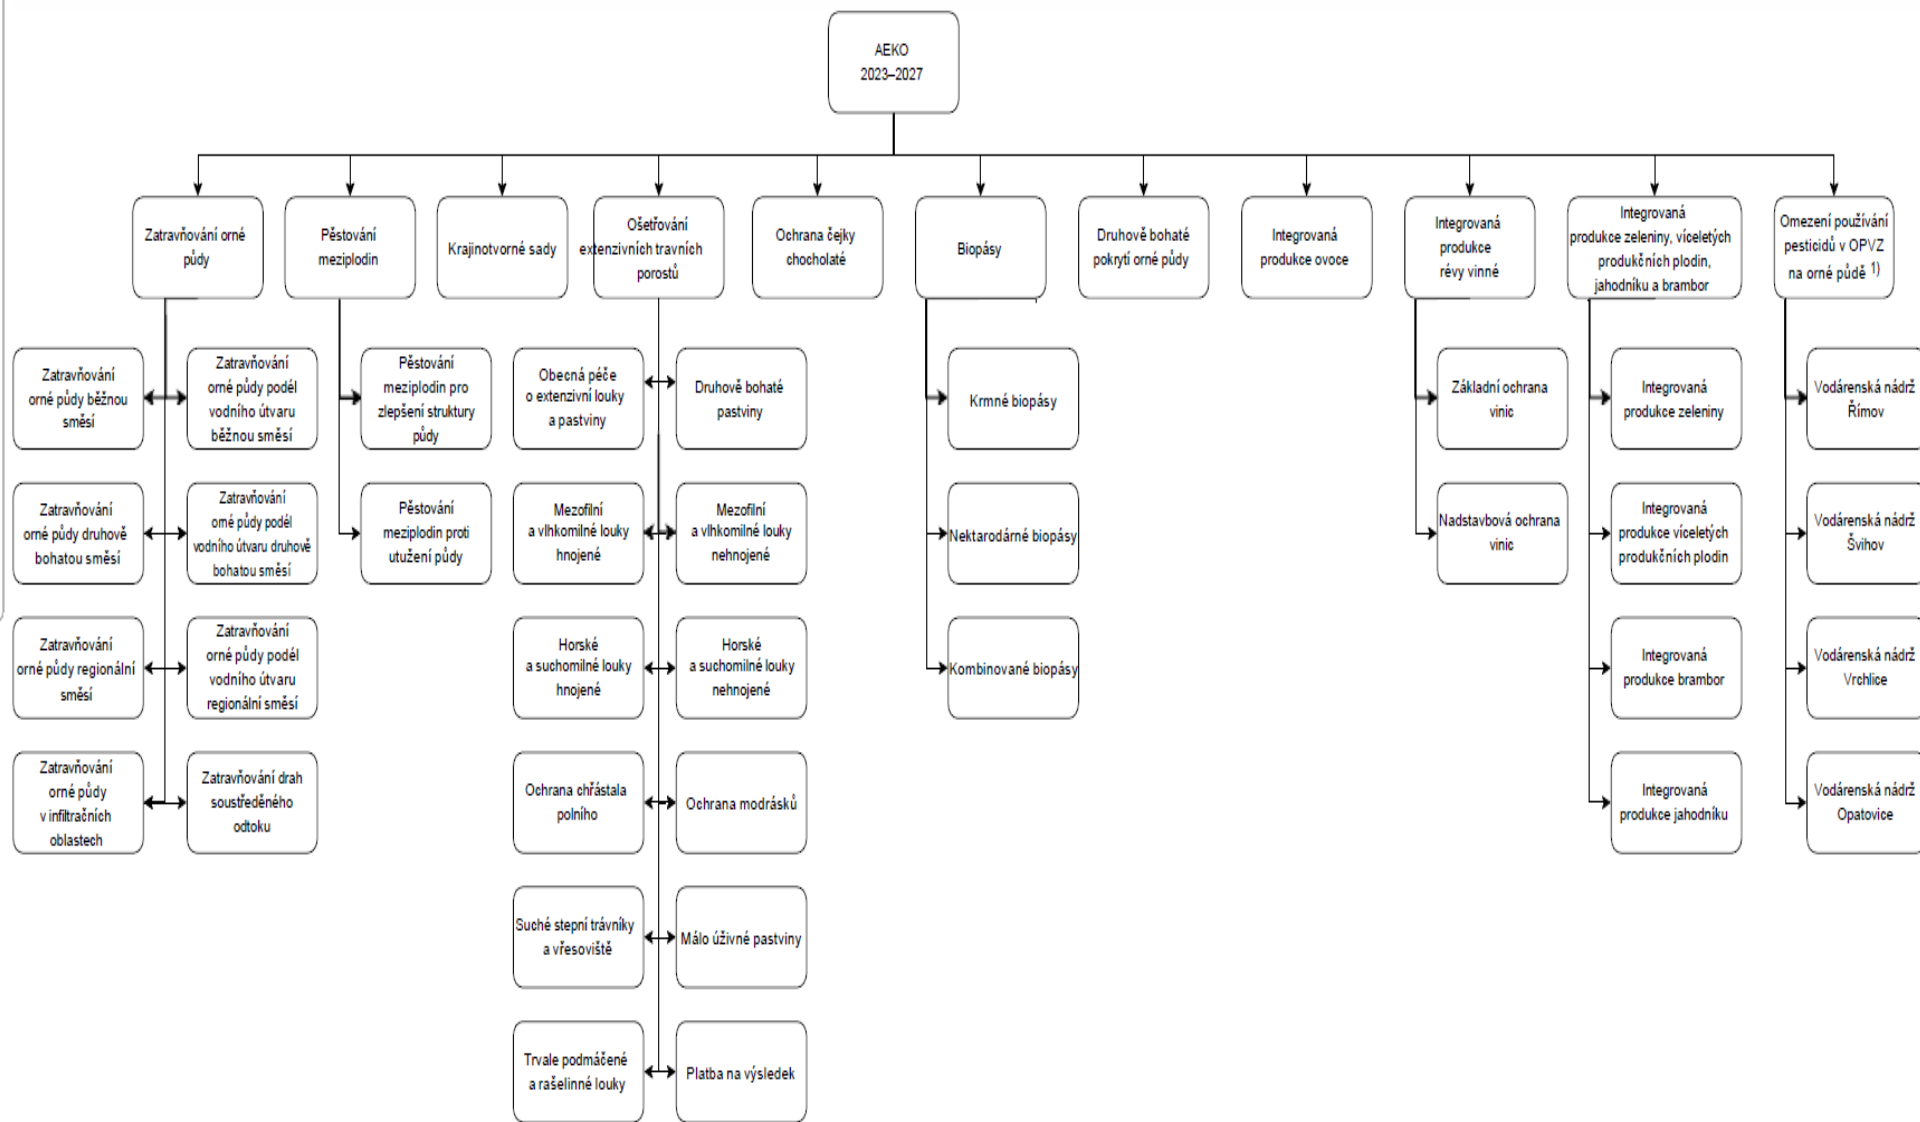 AEKO
2023–2027
Zatravňování orné
půdy
Pěstování
meziplodin
Krajinotvorné sady
Ošetřování
extenzivních travních
porostů
Ochrana čejky
chocholaté
Biopásy
Druhově bohaté
pokrytí orné půdy
Integrovaná
produkce ovoce
Integrovaná
produkce
révy vinné
Integrovaná
produkce zeleniny, víceletých
produkčních plodin,
jahodníku a brambor
Omezení používání
pesticidů v OPVZ
na orné půdě 1)
Zatravňování
orné půdy běžnou
směsí
Zatravňování
orné půdy podél
vodního útvaru
běžnou směsí
Zatravňování
orné půdy druhově
bohatou směsí
Zatravňování
orné půdy podél
vodního útvaru druhově
bohatou směsí
Zatravňování
orné půdy regionální
směsí
Zatravňování
orné půdy podél
vodního útvaru
regionální směsí
Zatravňování
orné půdy
v infiltračních
oblastech
Zatravňování drah
soustředěného
odtoku
Pěstování
meziplodin pro
zlepšení struktury
půdy
Pěstování
meziplodin proti
utužení půdy
Obecná péče
o extenzivní louky
a pastviny
Druhově bohaté
pastviny
Mezofilní
a vlhkomilné louky
hnojené
Mezofilní
a vlhkomilné louky
nehnojené
Horské
a suchomilné louky
hnojené
Horské
a suchomilné louky
nehnojené
Ochrana chřástala
polního
Ochrana modrásků
Suché stepní trávníky
a vřesoviště
Málo úživné pastviny
Trvale podmáčené
a rašelinné louky
Platba na výsledek
Krmné biopásy
Nektarodárné biopásy
Kombinované biopásy
Základní ochrana
vinic
Nadstavbová ochrana
vinic
Integrovaná
produkce zeleniny
Integrovaná
produkce víceletých
produkčních plodin
Integrovaná
produkce brambor
Integrovaná
produkce jahodníku
Vodárenská nádrž
Římov
Vodárenská nádrž
Švihov
Vodárenská nádrž
Vrchlice
Vodárenská nádrž
Opatovice